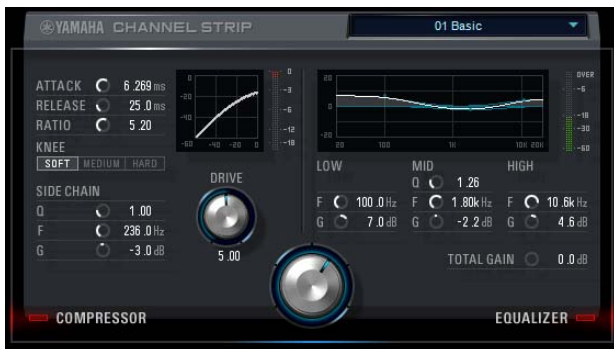 YAMAHA CHANNEL STRIP
01 Basic
ATTACK 6.269 ms
RELEASE 25.0 ms
RATIO 5.20
KNEE
SOFT MEDIUM HARD
SIDE CHAIN
Q 1.00
F 236.0 Hz
G -3.0 dB
0
-20
-40
-60 -40 -20 0
0
-3
-6
-12
-18
DRIVE
5.00
20
0
-20
20 100 1K 10K 20K
OVER
-6
-18
-30
-60
LOW MID HIGH
Q 1.26
F 100.0 Hz F 1.80k Hz F 10.6k Hz
G 7.0 dB G -2.2 dB G 4.6 dB
TOTAL GAIN 0.0 dB
COMPRESSOR
EQUALIZER